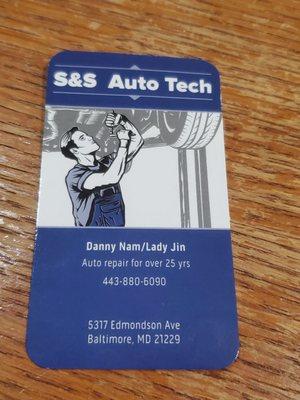 S&S Auto Tech
Danny Nam/Lady Jin
Auto repair for over 25 yrs
443-880-6090
5317 Edmondson Ave
Baltimore, MD 21229